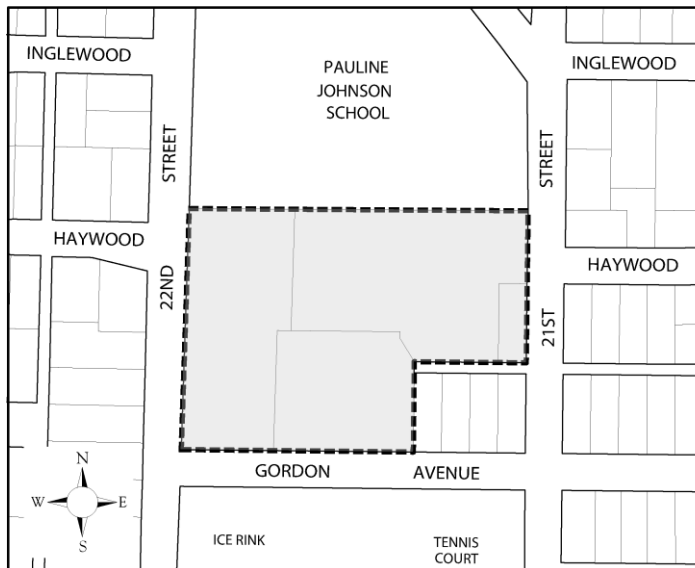 INGLEWOOD
INGLEWOOD
PAULINE
JOHNSON
SCHOOL
STREET
STREET
HAYWOOD
HAYWOOD
22ND
21ST
N
W
E
S
GORDON AVENUE
ICE RINK
TENNIS
COURT